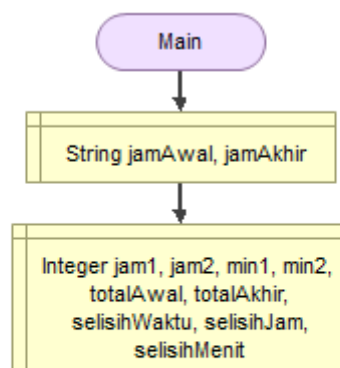 Main
String jamAwal, jamAkhir
Integer jam1, jam2, min1, min2,
totalAwal, totalAkhir,
selisihWaktu, selisihJam,
selisihMenit